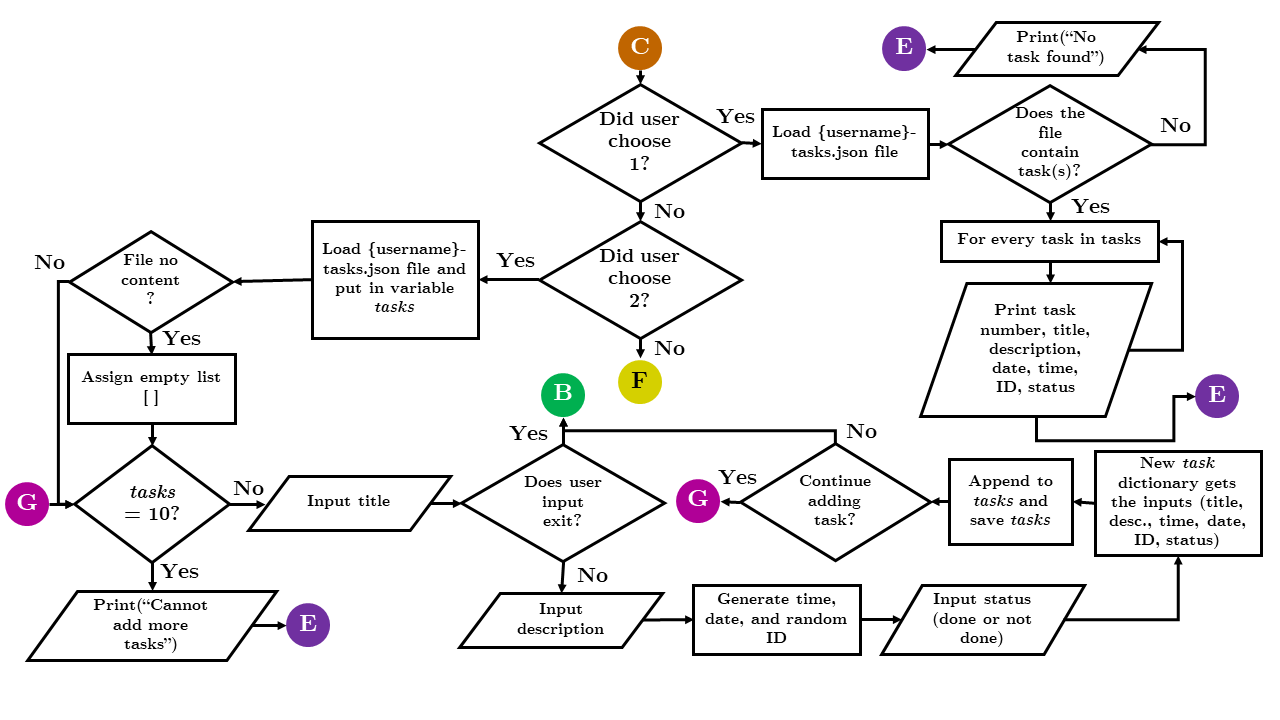 C
E
Print(“No
task found”)
Did user
choose
1?
Yes
Load {username}-
tasks.json file
Does the
file
contain
task(s)?
No
No
Yes
For every task in tasks
Print task
number, title,
description,
date, time,
ID, status
E
Did user
choose
2?
Yes
Load {username}-
tasks.json file and
put in variable
tasks
No
F
File no
content
?
No
Yes
Assign empty list
[ ]
G
tasks
= 10?
Yes
Print(“Cannot
add more
tasks”)
E
No
Input title
Does user
input
exit?
Yes
B
No
Input
description
Generate time,
date, and random
ID
Input status
(done or not
done)
New task
dictionary gets
the inputs (title,
desc., time, date,
ID, status)
Append to
tasks and
save tasks
Continue
adding
task?
No
Yes
G